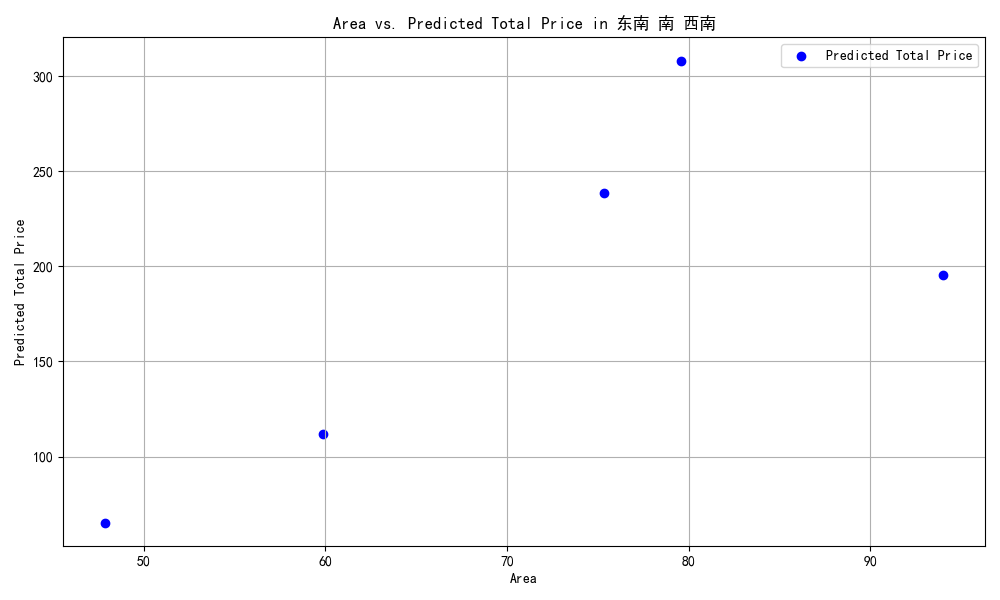 Area vs. Predicted Total Price in 东南 南 西南
Predicted Total Price
Predicted Total Price
300
250
200
150
100
50
60
70
80
90
Area